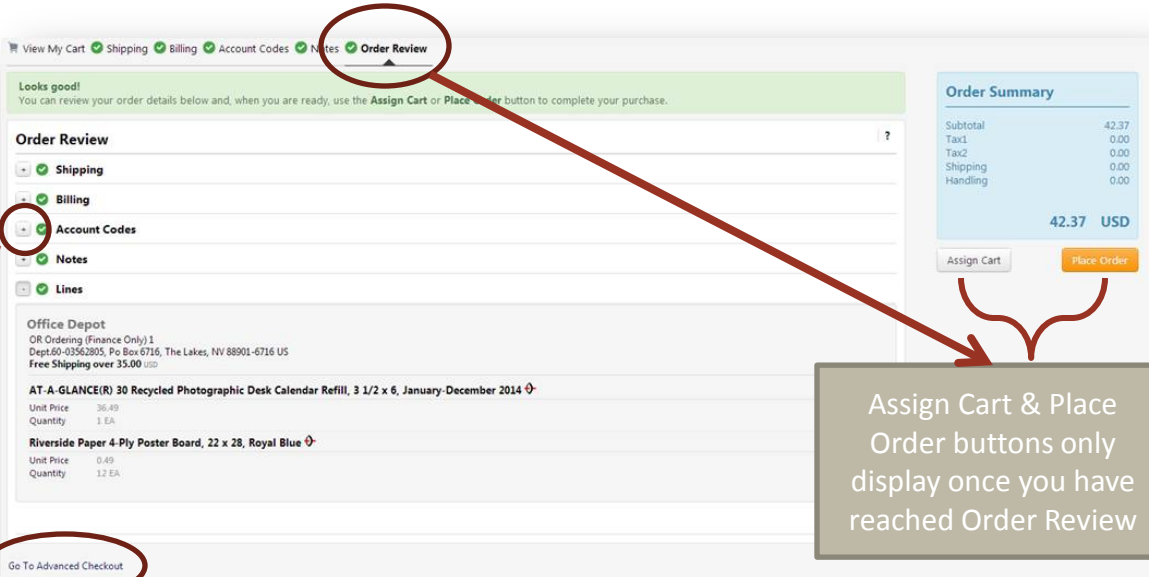 View My Cart Shipping Billing Account Codes Notes Order Review
Looks good!
You can review your order details below and, when you are ready, use the Assign Cart or Place Order button to complete your purchase.
Order Review ?
+ Shipping
+ Billing
+ Account Codes
+ Notes
- Lines
Office Depot
OR Ordering (Finance Only) 1
Dept.60-03562805, Po Box 6716, The Lakes, NV 88901-6716 US
Free Shipping over 35.00 USD
AT-A-GLANCE(R) 30 Recycled Photographic Desk Calendar Refill, 3 1/2 x 6, January-December 2014
Unit Price 36.49
Quantity 1 EA
Riverside Paper 4-Ply Poster Board, 22 x 28, Royal Blue
Unit Price 0.49
Quantity 12 EA
Go To Advanced Checkout
Order Summary
Subtotal 42.37
Tax1 0.00
Tax2 0.00
Shipping 0.00
Handling 0.00
42.37 USD
Assign Cart Place Order
Assign Cart & Place
Order buttons only
display once you have
reached Order Review